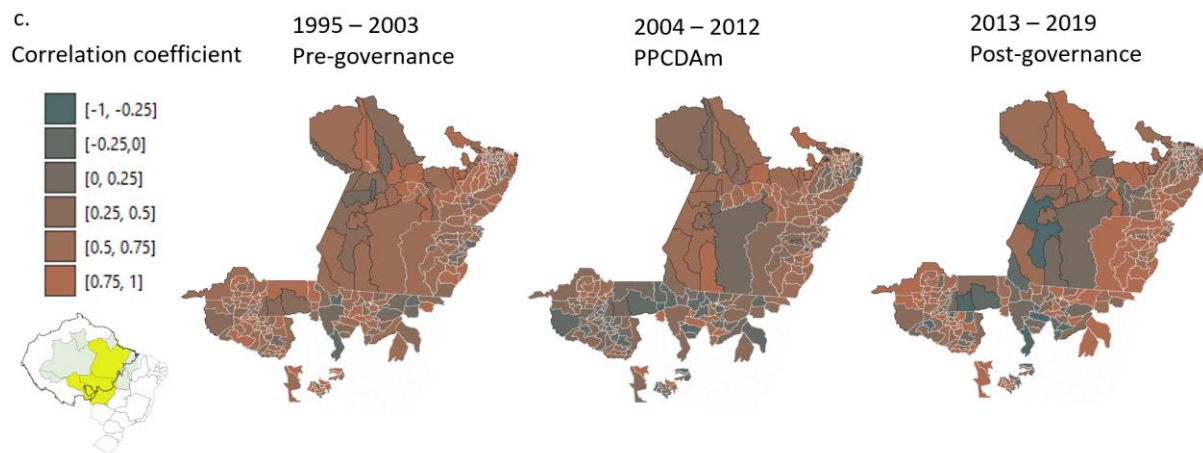 c.
Correlation coefficient
[-1, -0.25]
[-0.25,0]
[0, 0.25]
[0.25, 0.5]
[0.5, 0.75]
[0.75, 1]
1995 – 2003
Pre-governance
2004 – 2012
PPCDAm
2013 – 2019
Post-governance